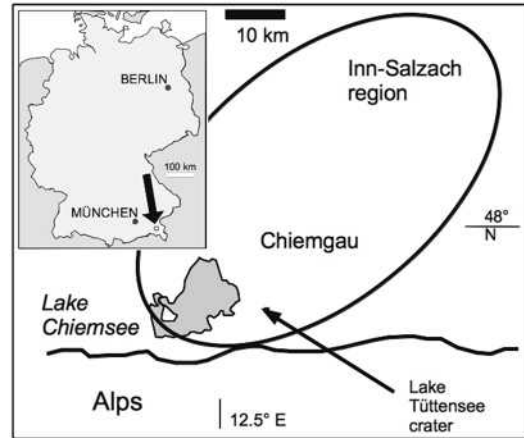 BERLIN
100 km
MÜNCHEN
10 km
Inn-Salzach
region
48°
N
Chiemgau
Lake
Chiemsee
Alps
12.5° E
Lake
Tüttensee
crater